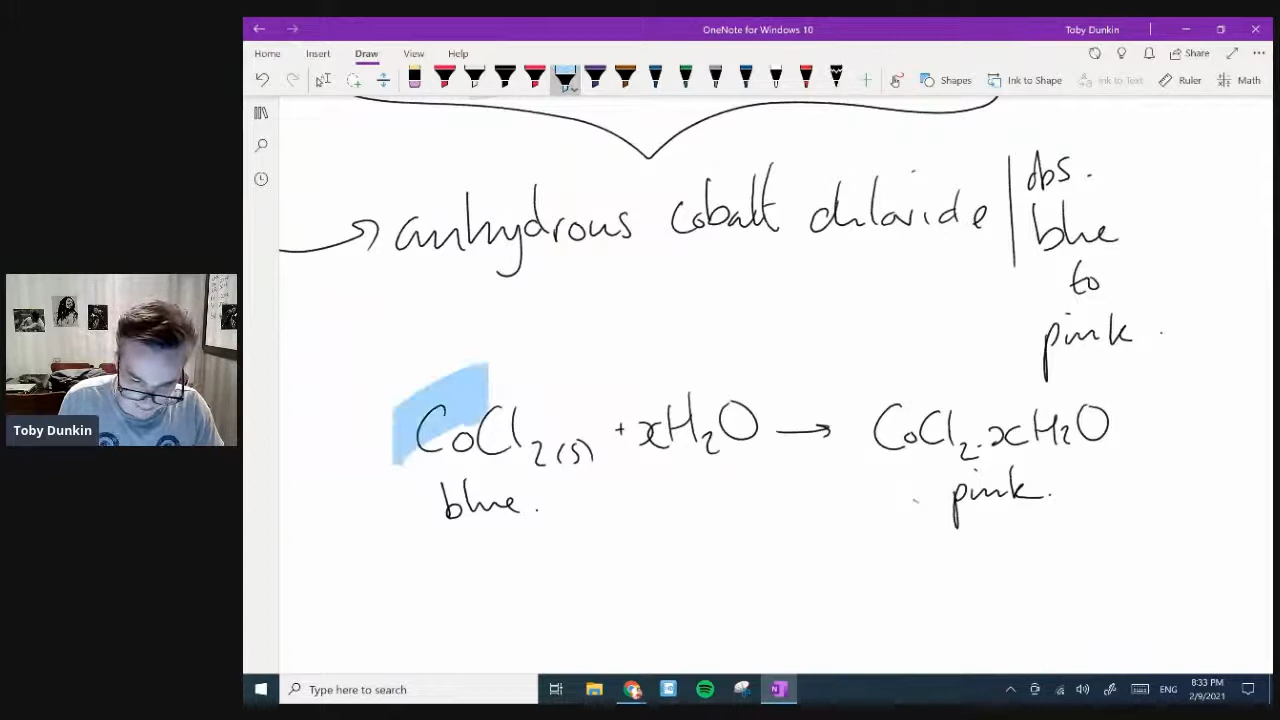 OneNote for Windows 10
Toby Dunkin
Home Insert Draw View Help
Share
Shapes Ink to Shape Ink to Text Ruler Math
→ anhydrous cobalt chloride
obs.
blue
to
pink.
CoCl2(s) + xH2O → CoCl2.xH2O
blue. pink.
Toby Dunkin
Type here to search
ENG
8:33 PM
2/9/2021